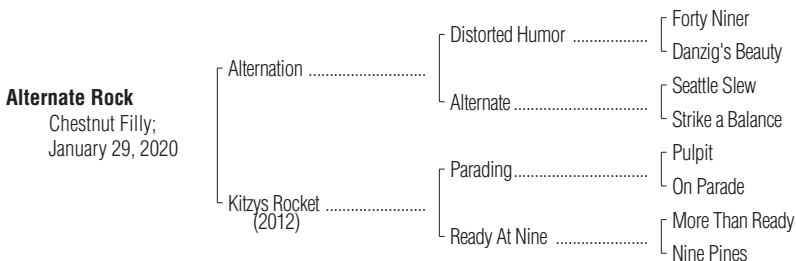 Forty Niner
Distorted Humor ..................
Danzig's Beauty
Alternation ............................
Seattle Slew
Alternate ................................
Strike a Balance
Alternate Rock
Chestnut Filly;
January 29, 2020
Pulpit
Parading ................................
On Parade
Kitzys Rocket ........................
(2012)
More Than Ready
Ready At Nine ......................
Nine Pines